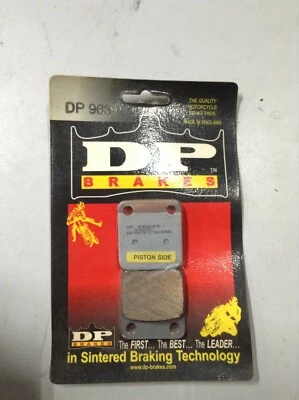 DP 963
THE QUALITY
MOTORCYCLE
BRAKE PADS
MADE IN ENGLAND
DP
TM
BRAKES
PISTON SIDE
DP
BRAKES
The FIRST... The BEST... The LEADER...
in Sintered Braking Technology
www.dp-brakes.com